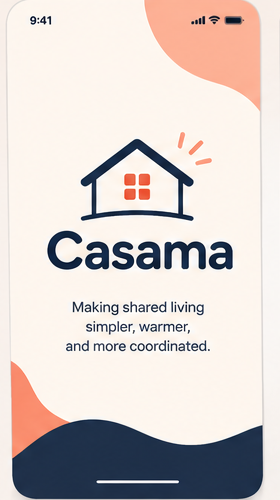 9:41
Casama
Making shared living
simpler, warmer,
and more coordinated.